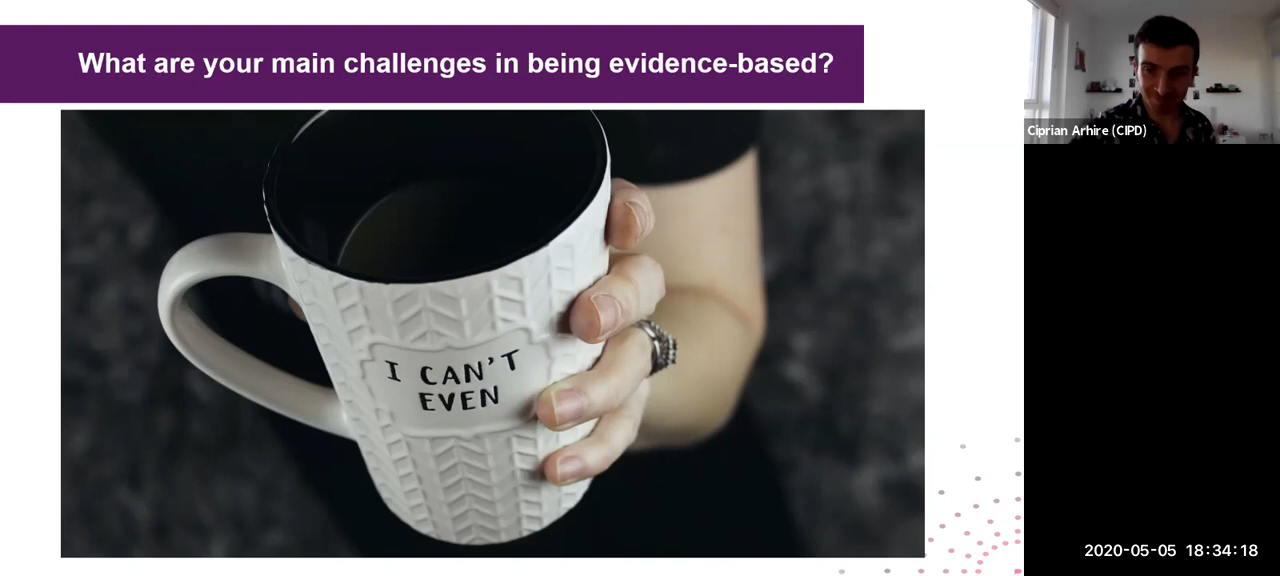 What are your main challenges in being evidence-based?
I CAN'T
EVEN
Ciprian Arhire (CIPD)
2020-05-05 18:34:18